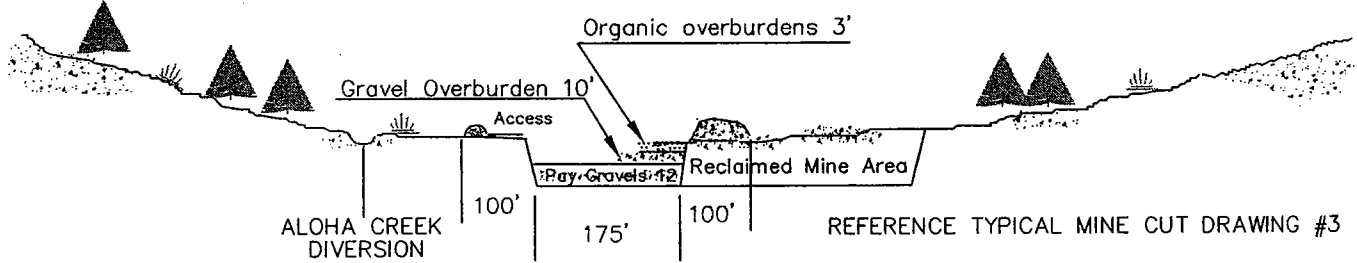 Organic overburdens 3'
Gravel Overburden 10'
Access
Pay Gravels 12
Reclaimed Mine Area
100'
175'
100'
ALOHA CREEK
DIVERSION
REFERENCE TYPICAL MINE CUT DRAWING #3